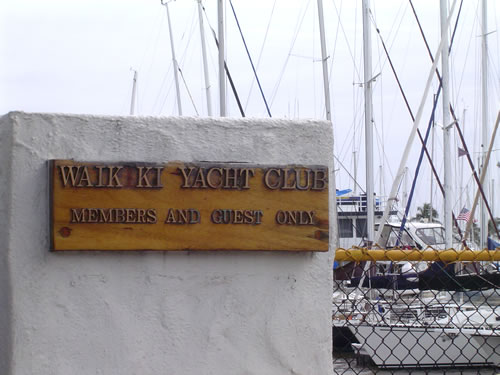 WAIK KI YACHT CLUB
MEMBERS AND GUEST ONLY